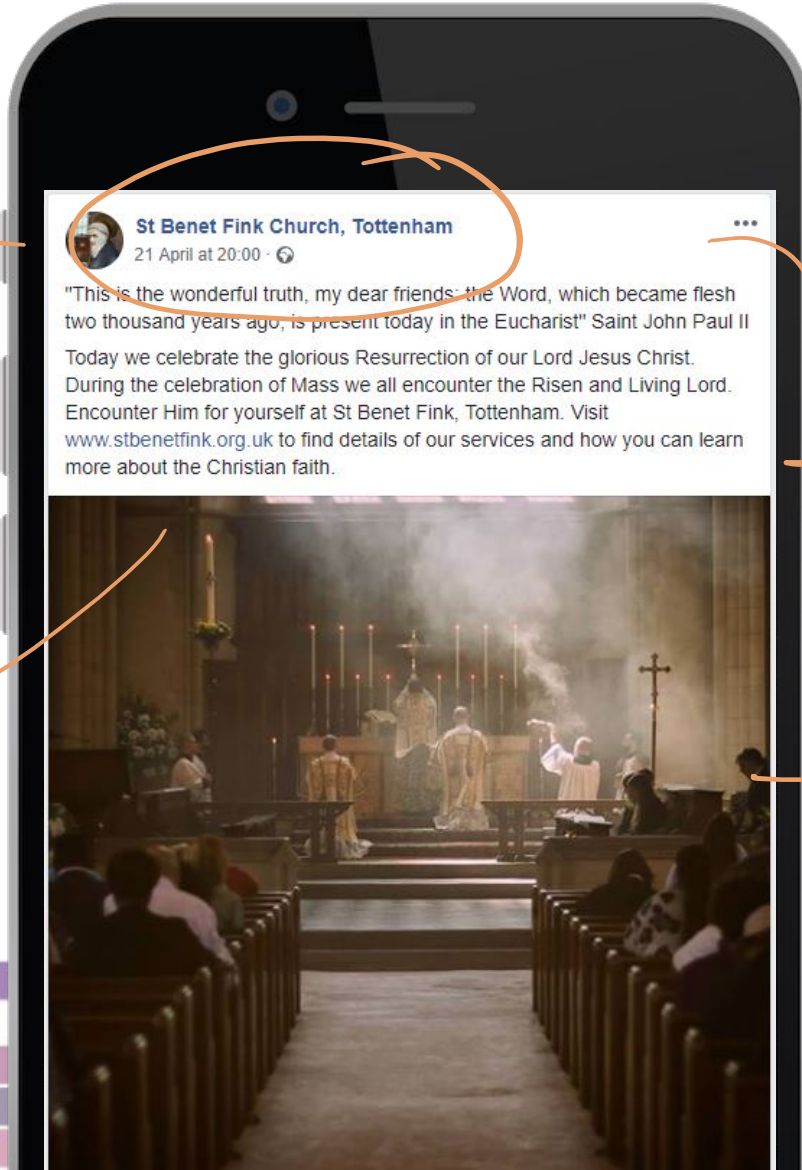 St Benet Fink Church, Tottenham
21 April at 20:00 ·
"This is the wonderful truth, my dear friends: the Word, which became flesh
two thousand years ago, is present today in the Eucharist" Saint John Paul II
Today we celebrate the glorious Resurrection of our Lord Jesus Christ.
During the celebration of Mass we all encounter the Risen and Living Lord.
Encounter Him for yourself at St Benet Fink, Tottenham. Visit
www.stbenetfink.org.uk to find details of our services and how you can learn
more about the Christian faith.